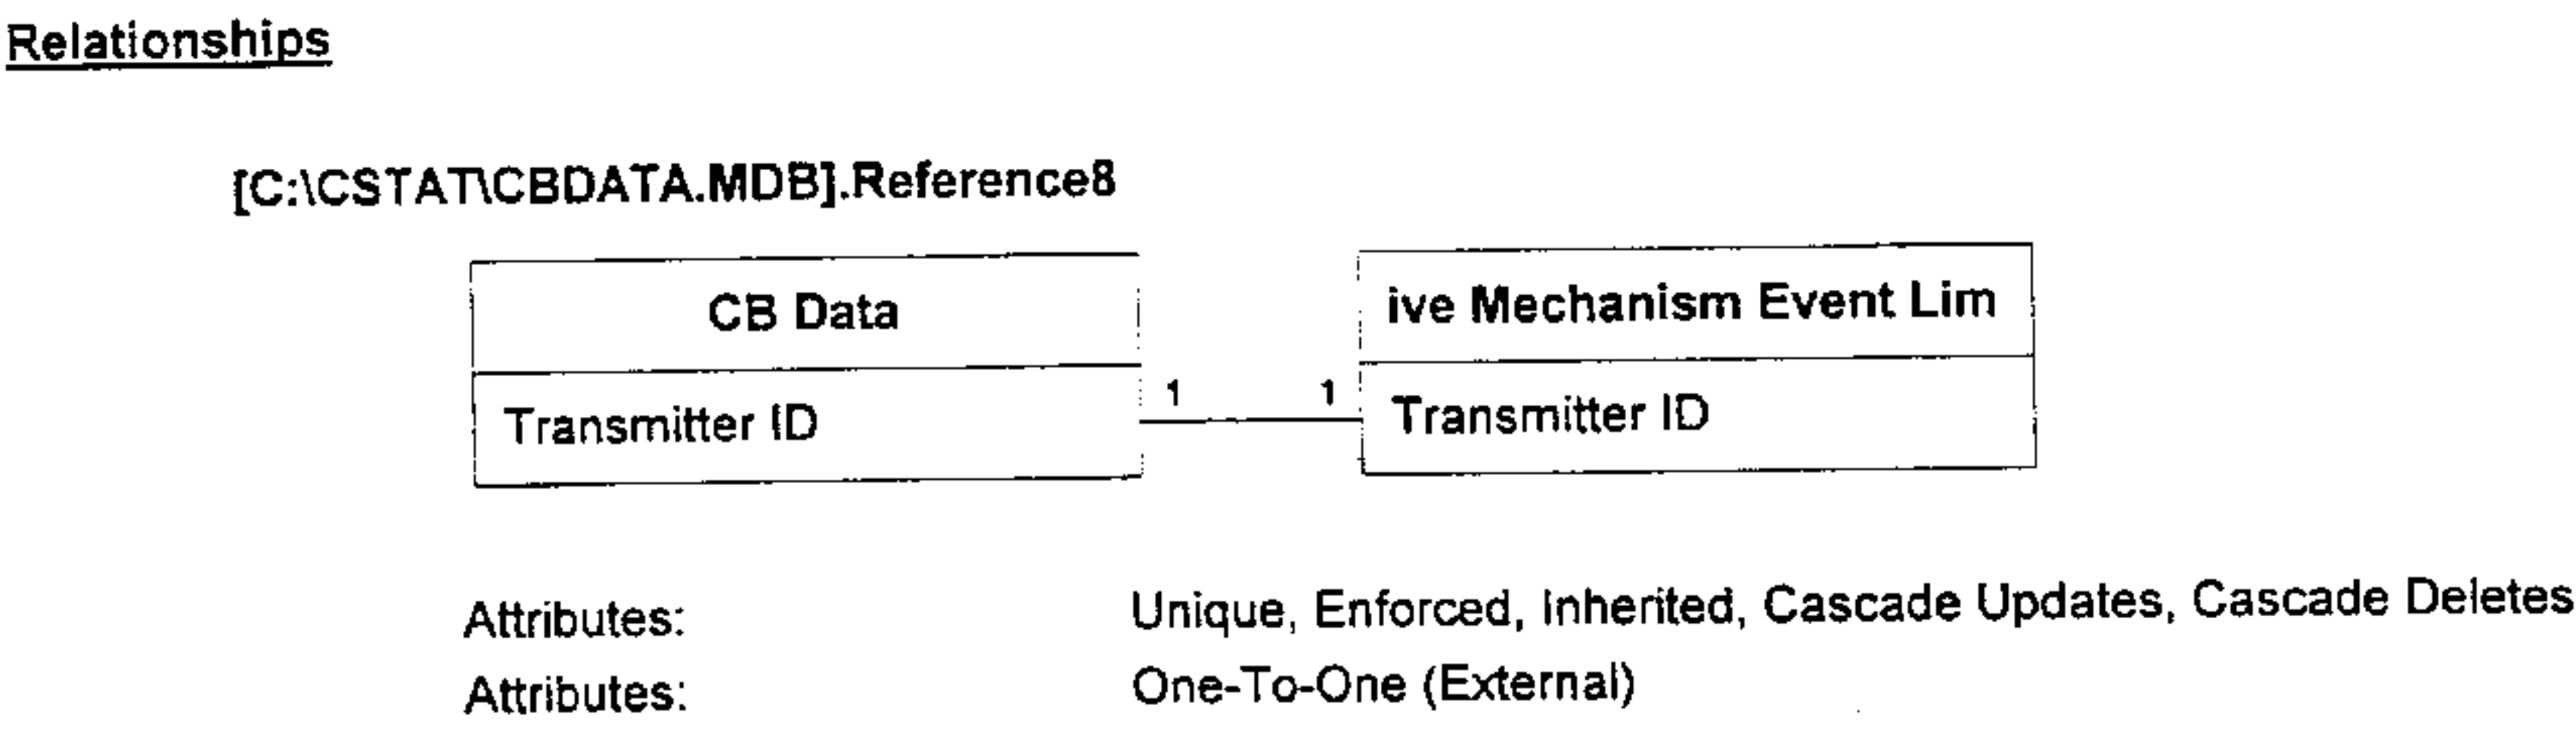 Relationships
[C:\CSTAT\CBDATA.MDB].Reference8
CB Data
ive Mechanism Event Lim
Transmitter ID
1
1
Transmitter ID
Attributes: Unique, Enforced, Inherited, Cascade Updates, Cascade Deletes
Attributes: One-To-One (External)